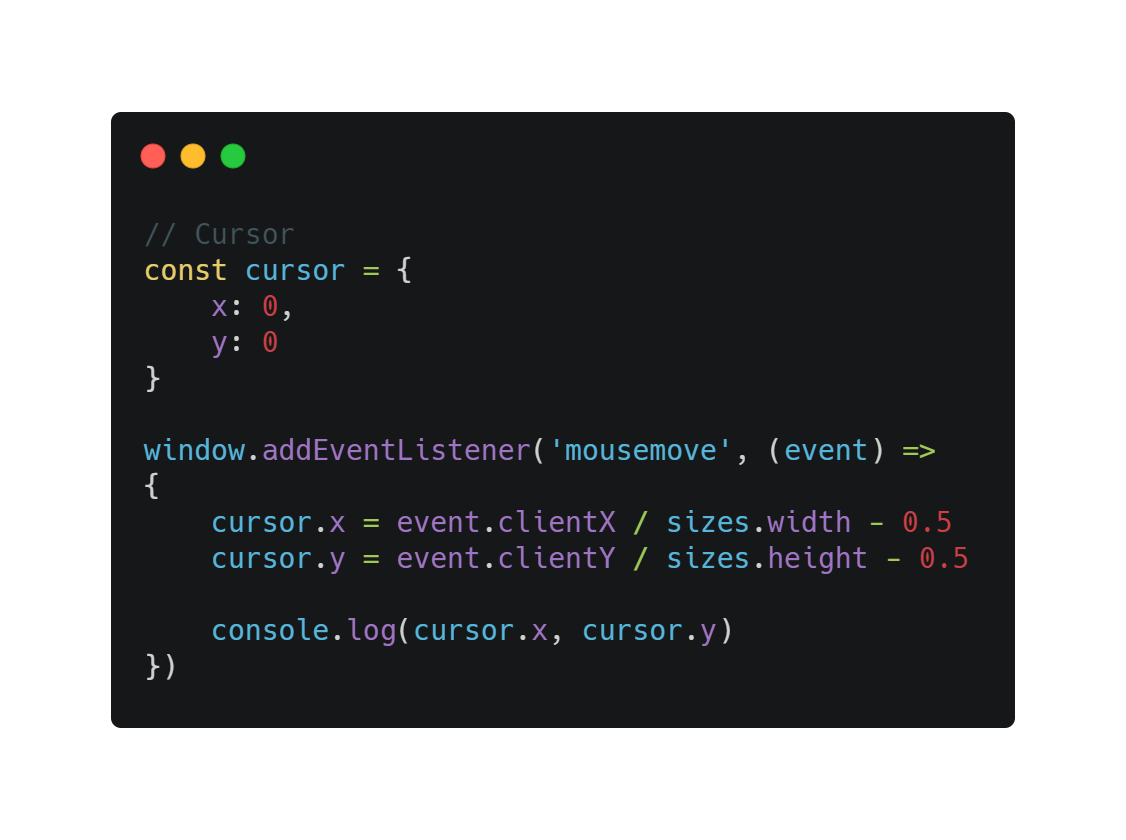 // Cursor
const cursor = {
    x: 0,
    y: 0
}

window.addEventListener('mousemove', (event) =>
{
    cursor.x = event.clientX / sizes.width - 0.5
    cursor.y = event.clientY / sizes.height - 0.5

    console.log(cursor.x, cursor.y)
})